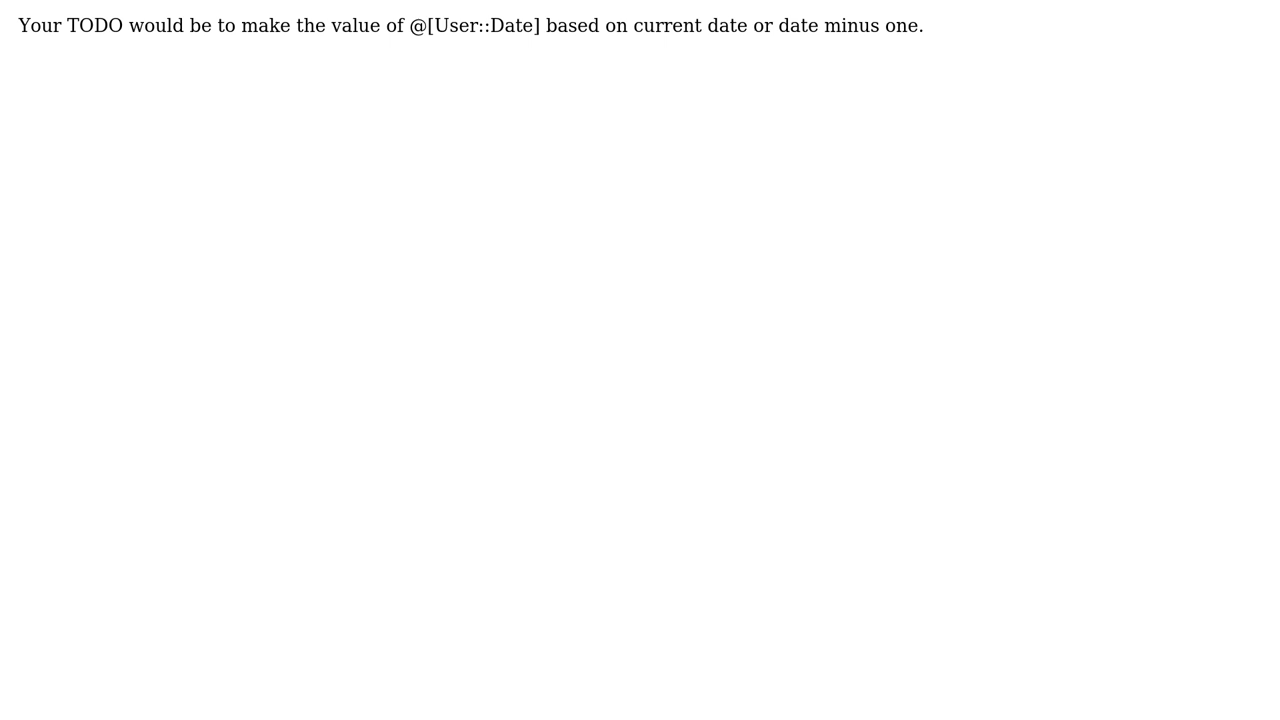 Your TODO would be to make the value of @[User::Date] based on current date or date minus one.